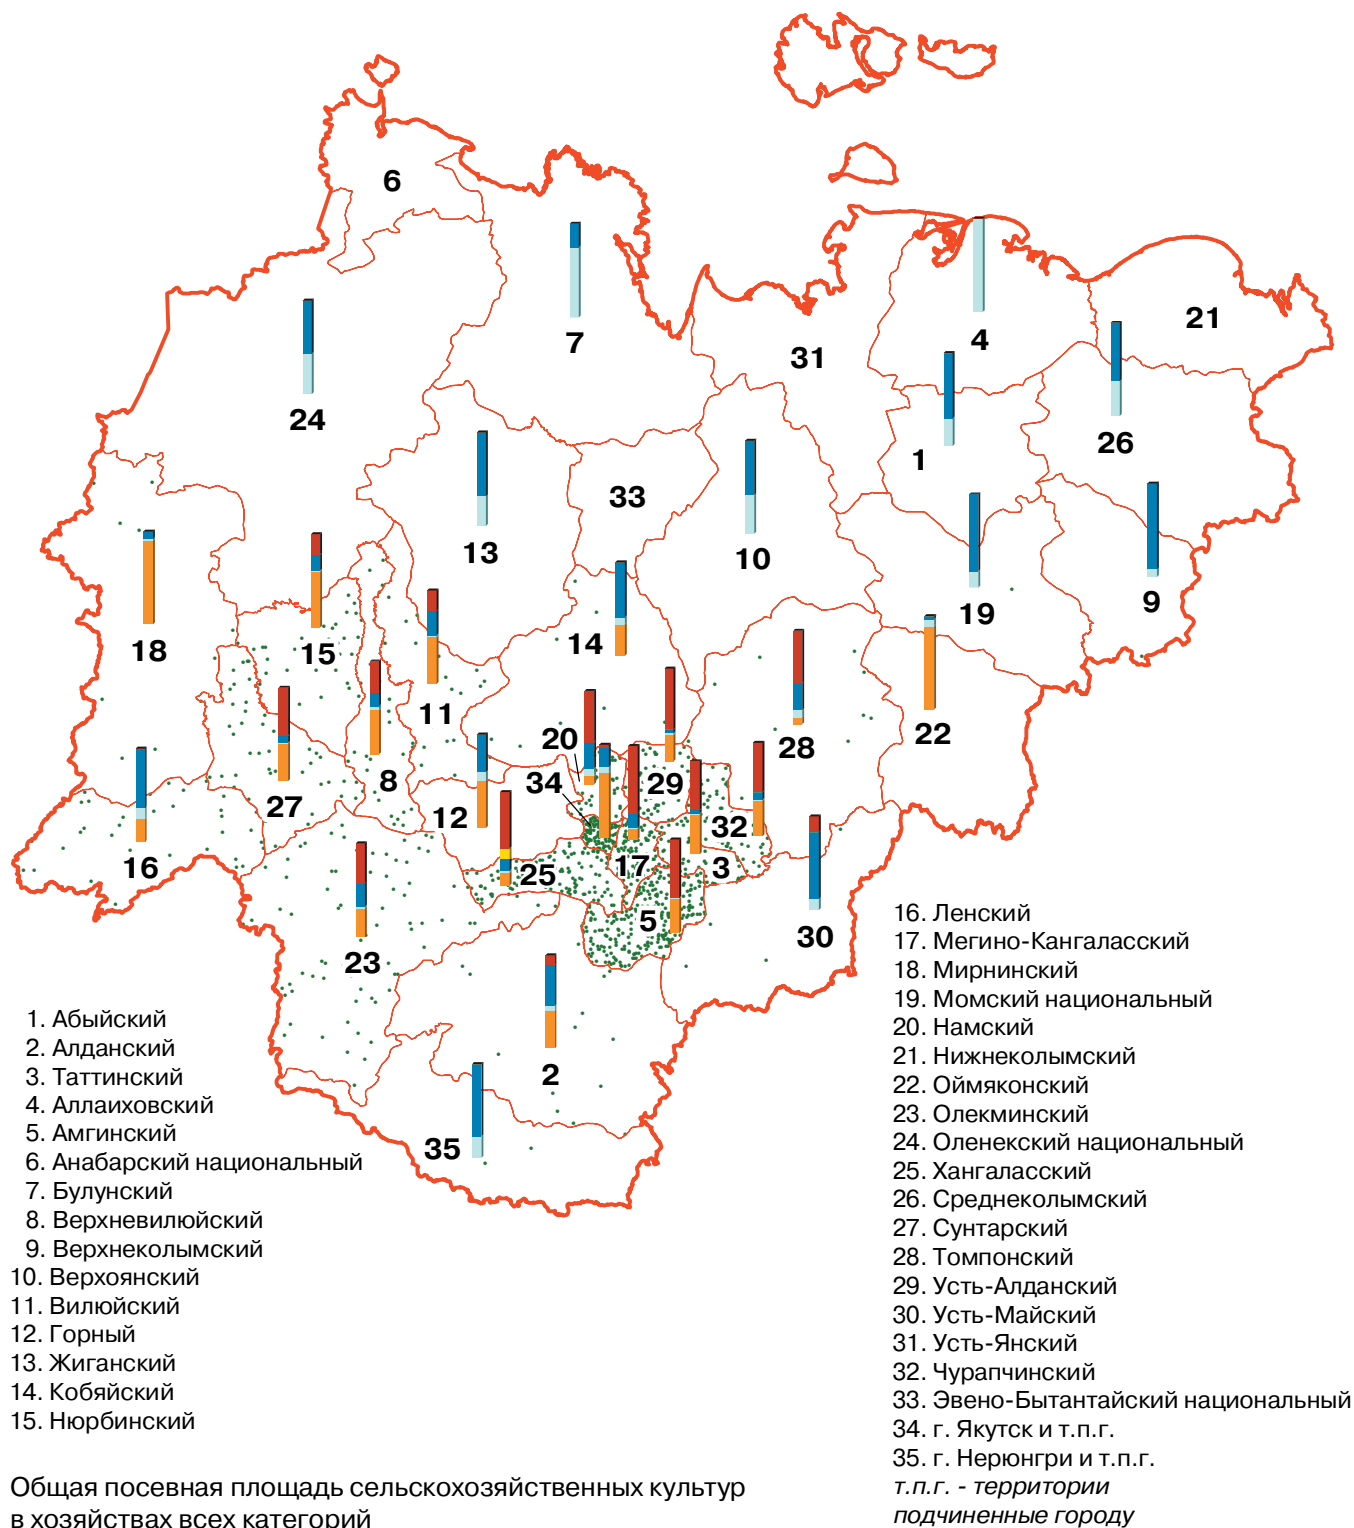 6
7
4
21
31
24
1
26
33
13
10
9
19
14
18
15
11
22
28
20
29
8
34
27
12
32
16
25
17
3
5
30
23
2
35
1. Абыйский
2. Алданский
3. Таттинский
4. Аллаиховский
5. Амгинский
6. Анабарский национальный
7. Булунский
8. Верхневилюйский
9. Верхнеколымский
10. Верхоянский
11. Вилюйский
12. Горный
13. Жиганский
14. Кобяйский
15. Нюрбинский
16. Ленский
17. Мегино-Кангаласский
18. Мирнинский
19. Момский национальный
20. Намский
21. Нижнеколымский
22. Оймяконский
23. Олекминский
24. Оленекский национальный
25. Хангаласский
26. Среднеколымский
27. Сунтарский
28. Томпонский
29. Усть-Алданский
30. Усть-Майский
31. Усть-Янский
32. Чурапчинский
33. Эвено-Бытантайский национальный
34. г. Якутск и т.п.г.
35. г. Нерюнгри и т.п.г.
т.п.г. - территории
подчиненные городу
Общая посевная площадь сельскохозяйственных культур
в хозяйствах всех категорий